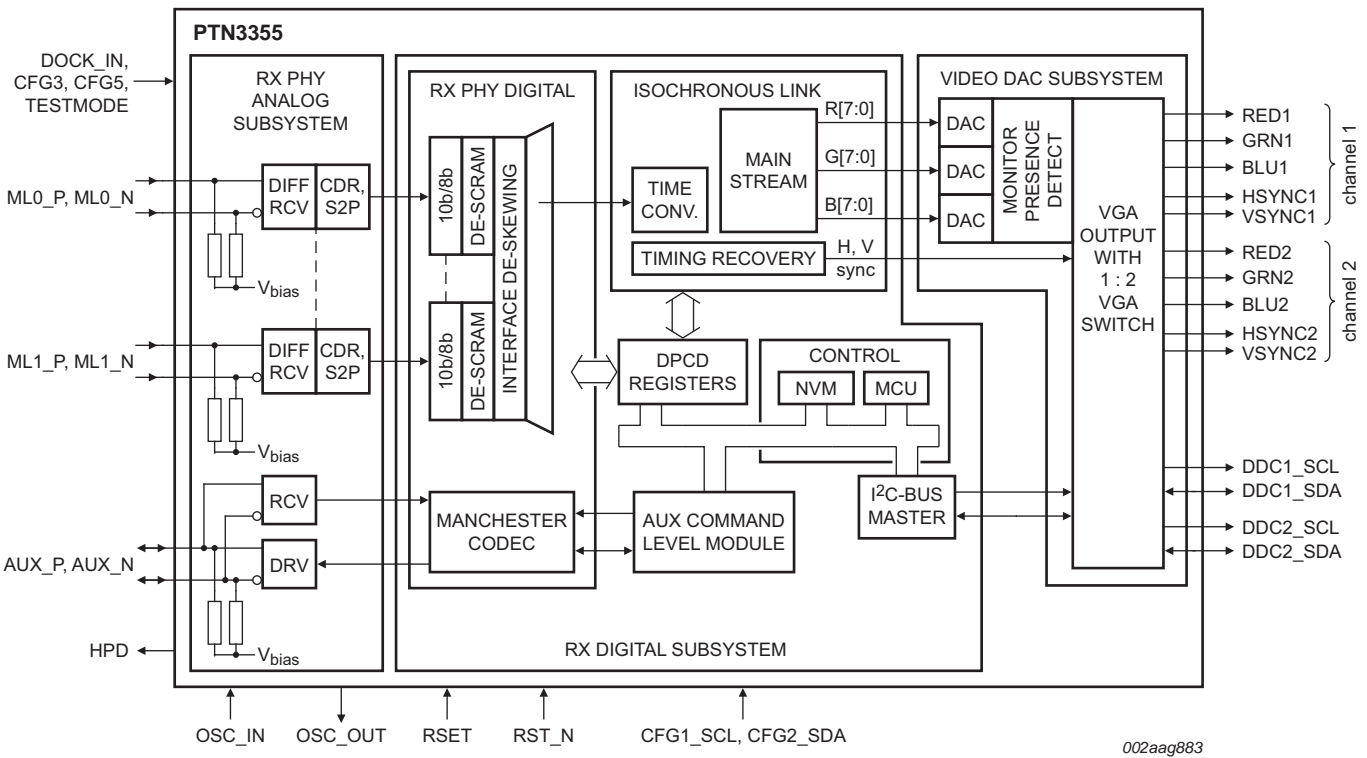 PTN3355
DOCK_IN,
CFG3, CFG5,
TESTMODE
ML0_P, ML0_N
ML1_P, ML1_N
AUX_P, AUX_N
HPD
RX PHY
ANALOG
SUBSYSTEM
DIFF
RCV
CDR,
S2P
Vbias
DIFF
RCV
CDR,
S2P
Vbias
RCV
DRV
Vbias
RX PHY DIGITAL
10b/8b
DE-SCRAM
10b/8b
DE-SCRAM
INTERFACE DE-SKEWING
MANCHESTER
CODEC
ISOCHRONOUS LINK
TIME
CONV.
MAIN
STREAM
TIMING RECOVERY
R[7:0]
G[7:0]
B[7:0]
H, V
sync
DPCD
REGISTERS
CONTROL
NVM
MCU
AUX COMMAND
LEVEL MODULE
I2C-BUS
MASTER
RX DIGITAL SUBSYSTEM
VIDEO DAC SUBSYSTEM
DAC
DAC
DAC
MONITOR
PRESENCE
DETECT
VGA
OUTPUT
WITH
1 : 2
VGA
SWITCH
RED1
GRN1
BLU1
HSYNC1
VSYNC1
channel 1
RED2
GRN2
BLU2
HSYNC2
VSYNC2
channel 2
DDC1_SCL
DDC1_SDA
DDC2_SCL
DDC2_SDA
OSC_IN
OSC_OUT
RSET
RST_N
CFG1_SCL, CFG2_SDA
002aag883